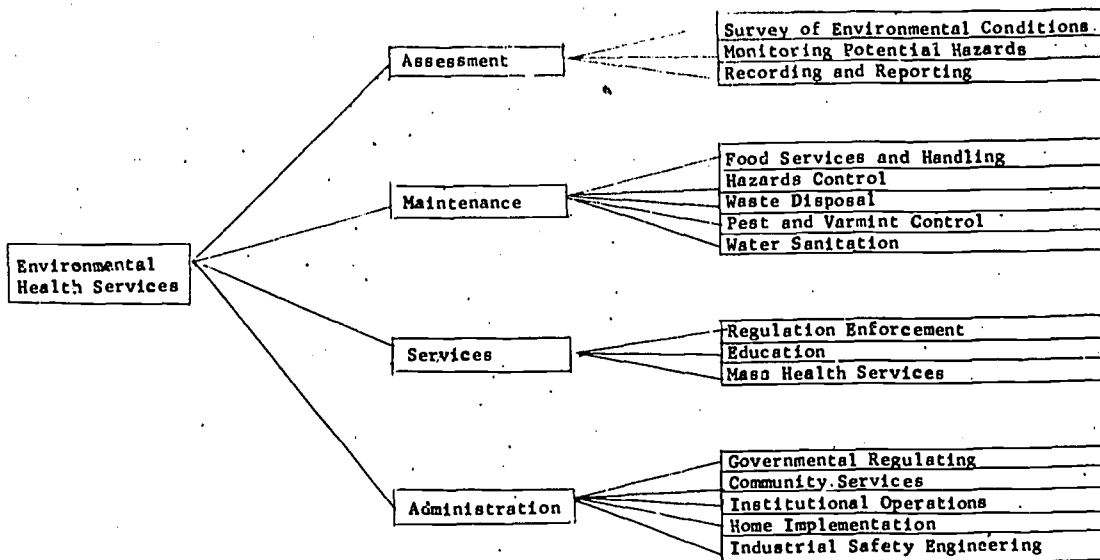 Survey of Environmental Conditions.
Monitoring Potential Hazards
Recording and Reporting
Assessment
Food Services and Handling
Hazards Control
Waste Disposal
Pest and Varmint Control
Water Sanitation
Maintenance
Environmental
Health Services
Regulation Enforcement
Education
Mass Health Services
Services
Governmental Regulating
Community Services
Institutional Operations
Home Implementation
Industrial Safety Engineering
Administration